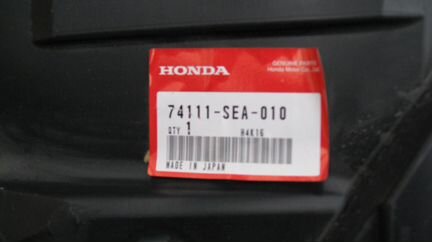 GENUINE PARTS
Honda Motor Co., Ltd.
HONDA
74111-SEA-010
QTY 1 H4K16
MADE IN JAPAN